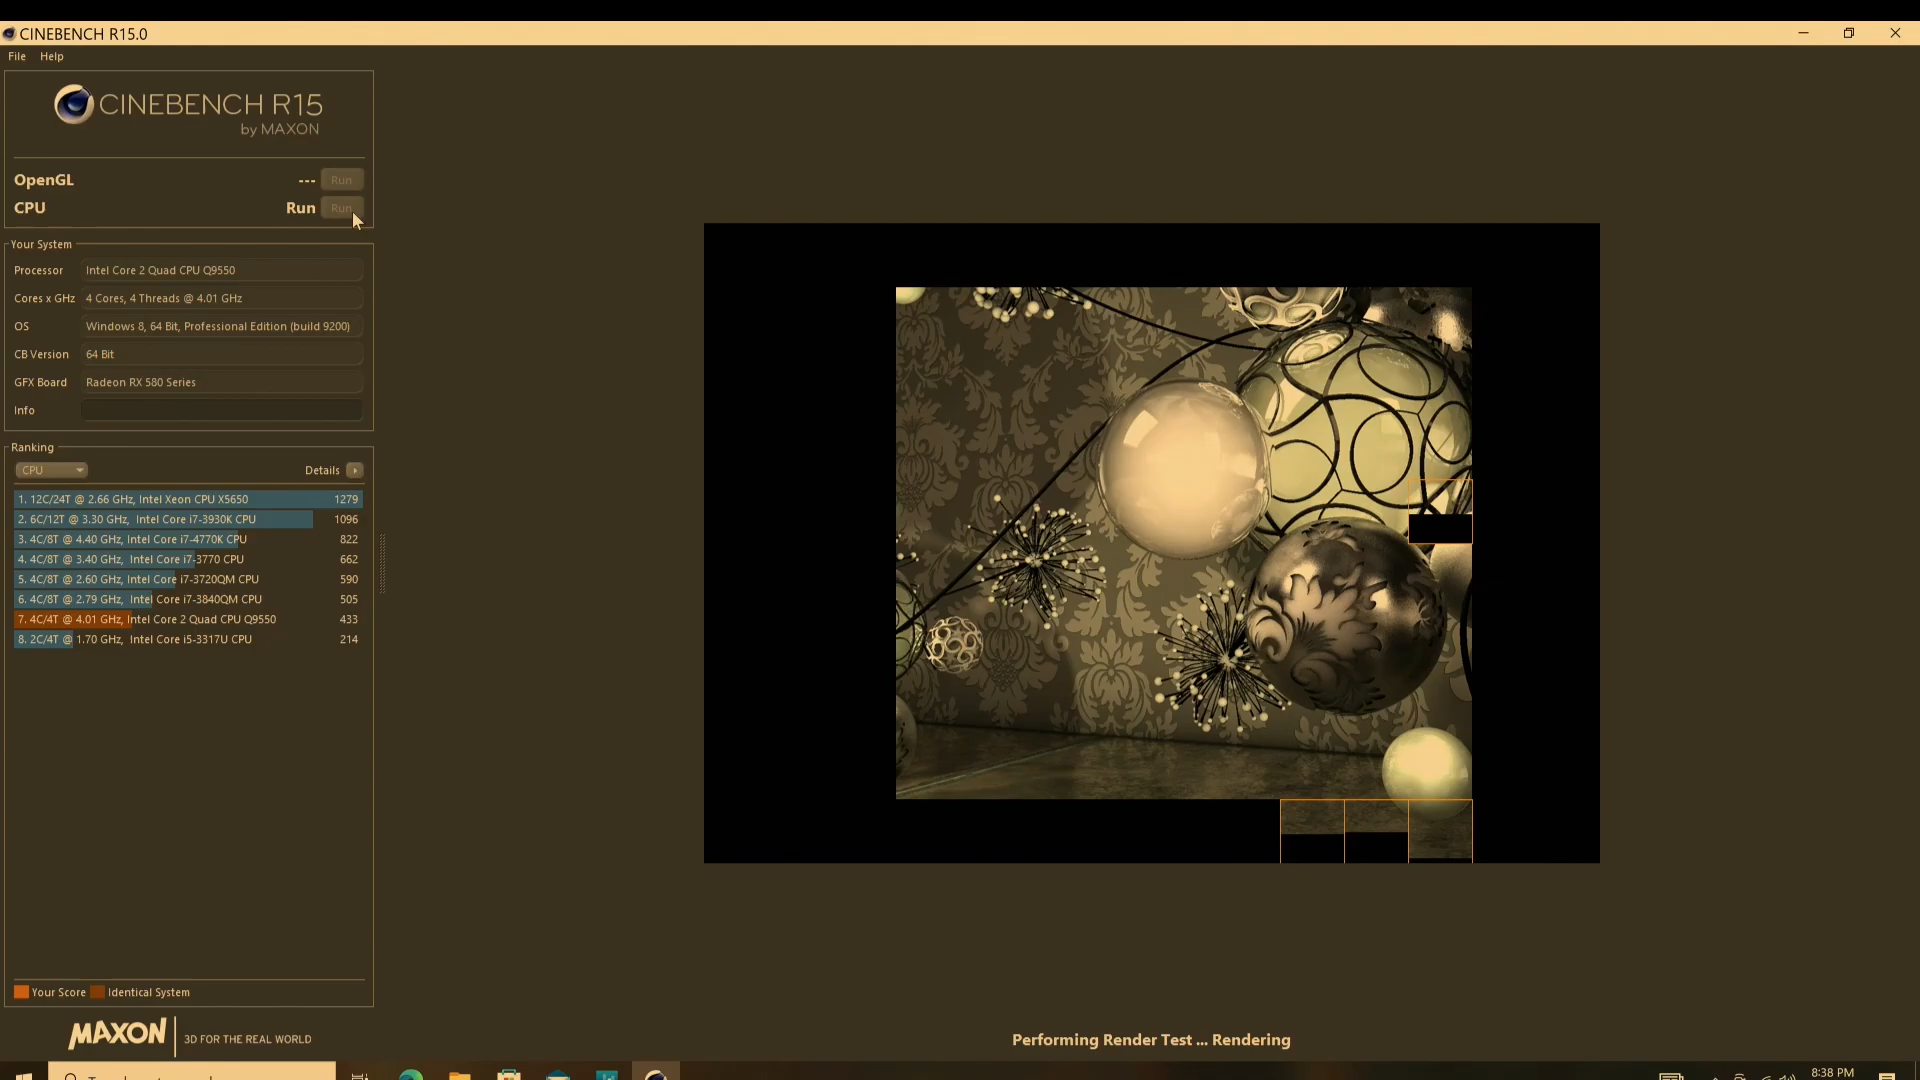 CINEBENCH R15.0
File Help
CINEBENCH R15
by MAXON
OpenGL --- Run
CPU Run Run
Your System
Processor Intel Core 2 Quad CPU Q9550
Cores x GHz 4 Cores, 4 Threads @ 4.01 GHz
OS Windows 8, 64 Bit, Professional Edition (build 9200)
CB Version 64 Bit
GFX Board Radeon RX 580 Series
Info
Ranking
CPU Details
1. 12C/24T @ 2.66 GHz, Intel Xeon CPU X5650 1279
2. 6C/12T @ 3.30 GHz, Intel Core i7-3930K CPU 1096
3. 4C/8T @ 4.40 GHz, Intel Core i7-4770K CPU 822
4. 4C/8T @ 3.40 GHz, Intel Core i7-3770 CPU 662
5. 4C/8T @ 2.60 GHz, Intel Core i7-3720QM CPU 590
6. 4C/8T @ 2.79 GHz, Intel Core i7-3840QM CPU 505
7. 4C/4T @ 4.01 GHz, Intel Core 2 Quad CPU Q9550 433
8. 2C/4T @ 1.70 GHz, Intel Core i5-3317U CPU 214
Your Score Identical System
MAXON 3D FOR THE REAL WORLD
Performing Render Test ... Rendering
8:38 PM